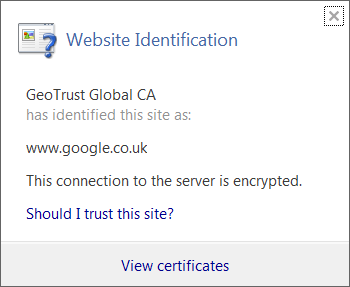 Website Identification
GeoTrust Global CA
has identified this site as:
www.google.co.uk
This connection to the server is encrypted.
Should I trust this site?
View certificates